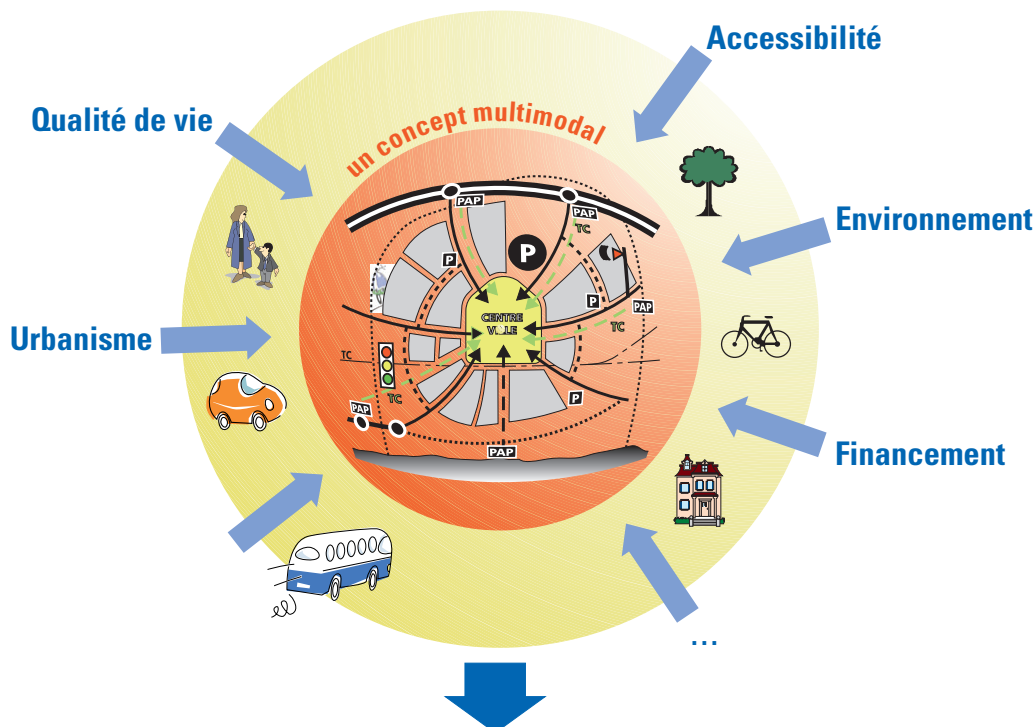 Accessibilité
Qualité de vie
un concept multimodal
Environnement
PAP
PAP
TC
P
P
P
PAP
CENTRE
VILLE
TC
Urbanisme
TC
TC
P
PAP
PAP
Financement
...